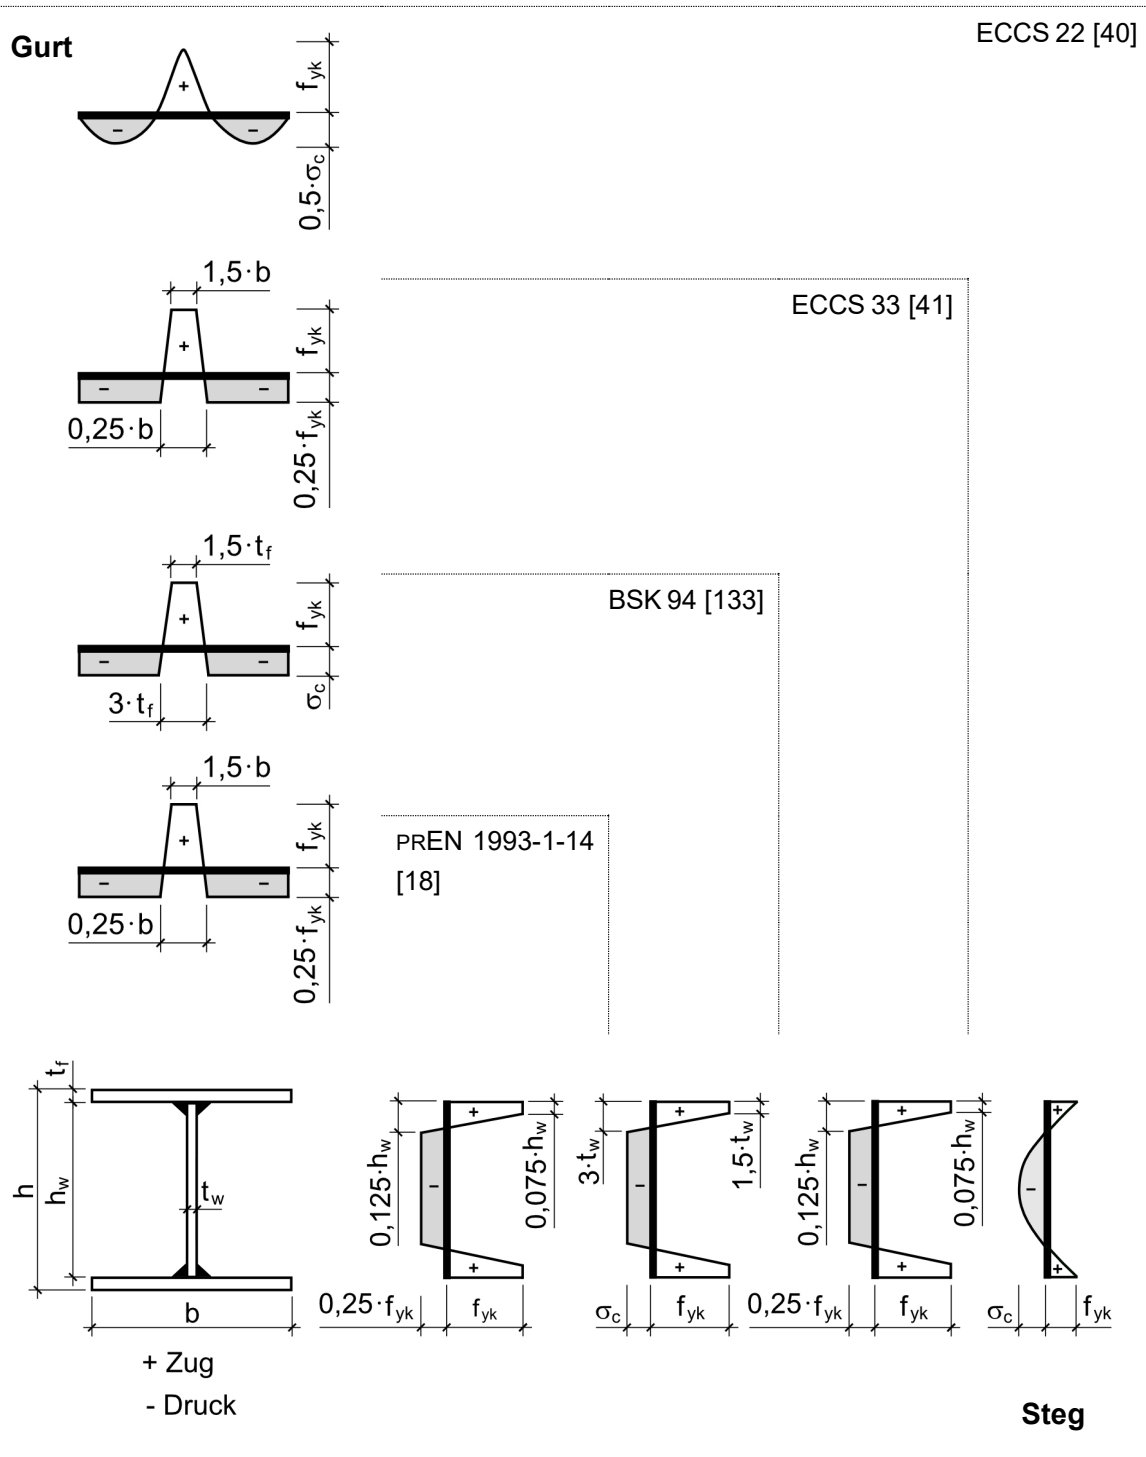 ECCS 22 [40]
Gurt
f_yk
+
-
-
0,5·σ_c
1,5·b
ECCS 33 [41]
f_yk
+
-
-
0,25·b
0,25·f_yk
1,5·t_f
BSK 94 [133]
f_yk
+
-
-
3·t_f
σ_c
1,5·b
PREN 1993-1-14
[18]
f_yk
+
-
-
0,25·b
0,25·f_yk
t_f
h
h_w
t_w
b
0,125·h_w
+
-
+
0,075·h_w
0,25·f_yk
f_yk
3·t_w
+
-
+
1,5·t_w
σ_c
f_yk
0,125·h_w
+
-
+
0,075·h_w
0,25·f_yk
f_yk
+
-
+
σ_c
f_yk
+ Zug
- Druck
Steg